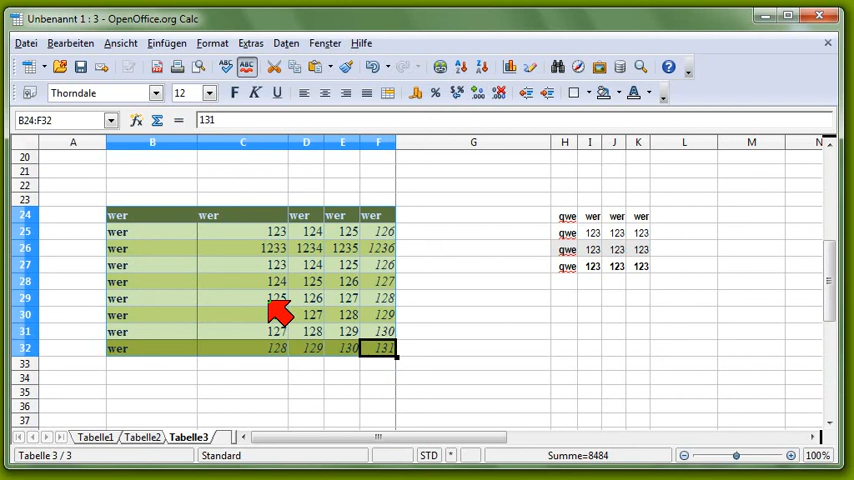 Unbenannt 1 : 3 - OpenOffice.org Calc
Datei Bearbeiten Ansicht Einfügen Format Extras Daten Fenster Hilfe
Thorndale 12 F K U
B24:F32 131
A B C D E F G H I J K L M N
20
21
22
23
24 wer wer wer wer wer qwe wer wer wer
25 wer 123 124 125 126 qwe 123 123 123
26 wer 1233 1234 1235 1236 qwe 123 123 123
27 wer 123 124 125 126 qwe 123 123 123
28 wer 124 125 126 127
29 wer 125 126 127 128
30 wer 127 128 129
31 wer 127 128 129 130
32 wer 128 129 130 131
33
34
35
36
37
Tabelle1 Tabelle2 Tabelle3
Tabelle 3 / 3 Standard STD * Summe=8484 100%